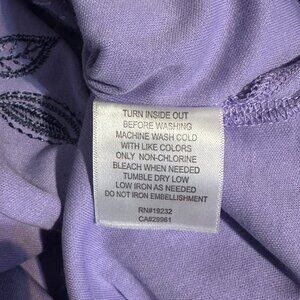 TURN INSIDE OUT
BEFORE WASHING
MACHINE WASH COLD
WITH LIKE COLORS
ONLY NON-CHLORINE
BLEACH WHEN NEEDED
TUMBLE DRY LOW
LOW IRON AS NEEDED
DO NOT IRON EMBELLISHMENT
RN#19232
CA#29961